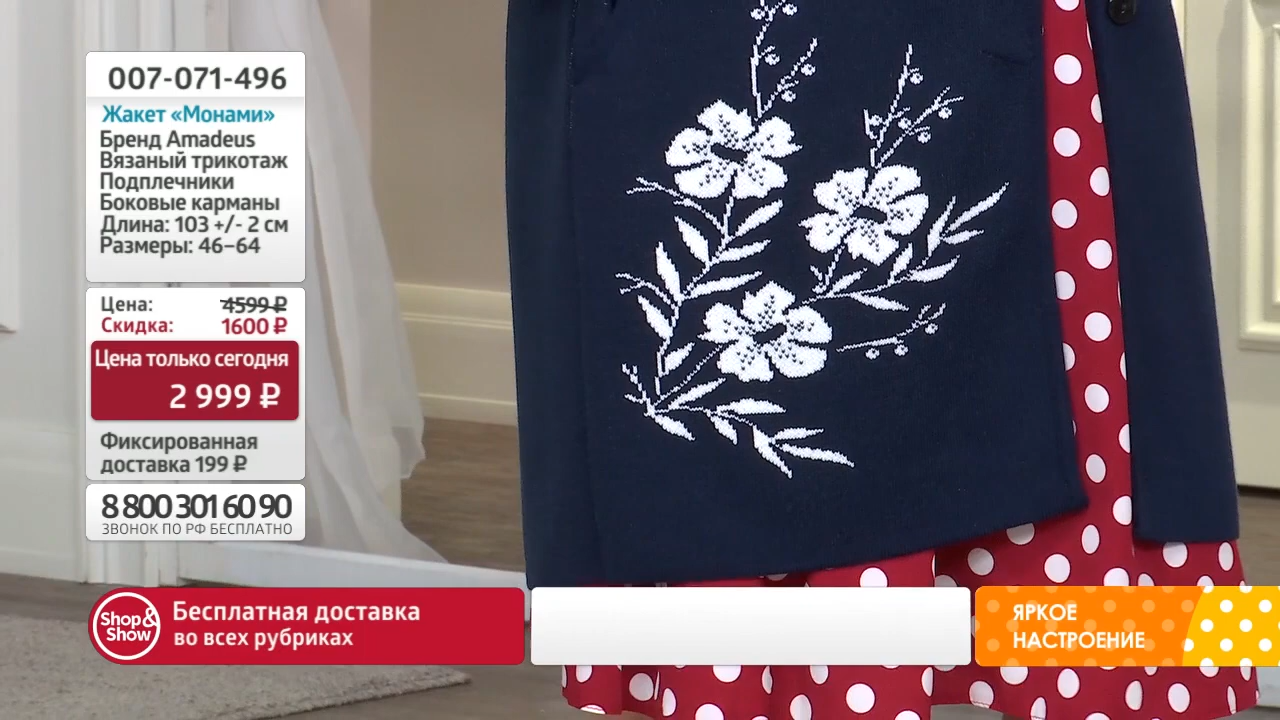 007-071-496
Жакет «Монами»
Бренд Amadeus
Вязаный трикотаж
Подплечники
Боковые карманы
Длина: 103 +/- 2 см
Размеры: 46–64
Цена: 4599 ₽
Скидка: 1600 ₽
Цена только сегодня
2 999 ₽
Фиксированная
доставка 199 ₽
8 800 301 60 90
ЗВОНОК ПО РФ БЕСПЛАТНО
Shop&
Show
Бесплатная доставка
во всех рубриках
ЯРКОЕ
НАСТРОЕНИЕ